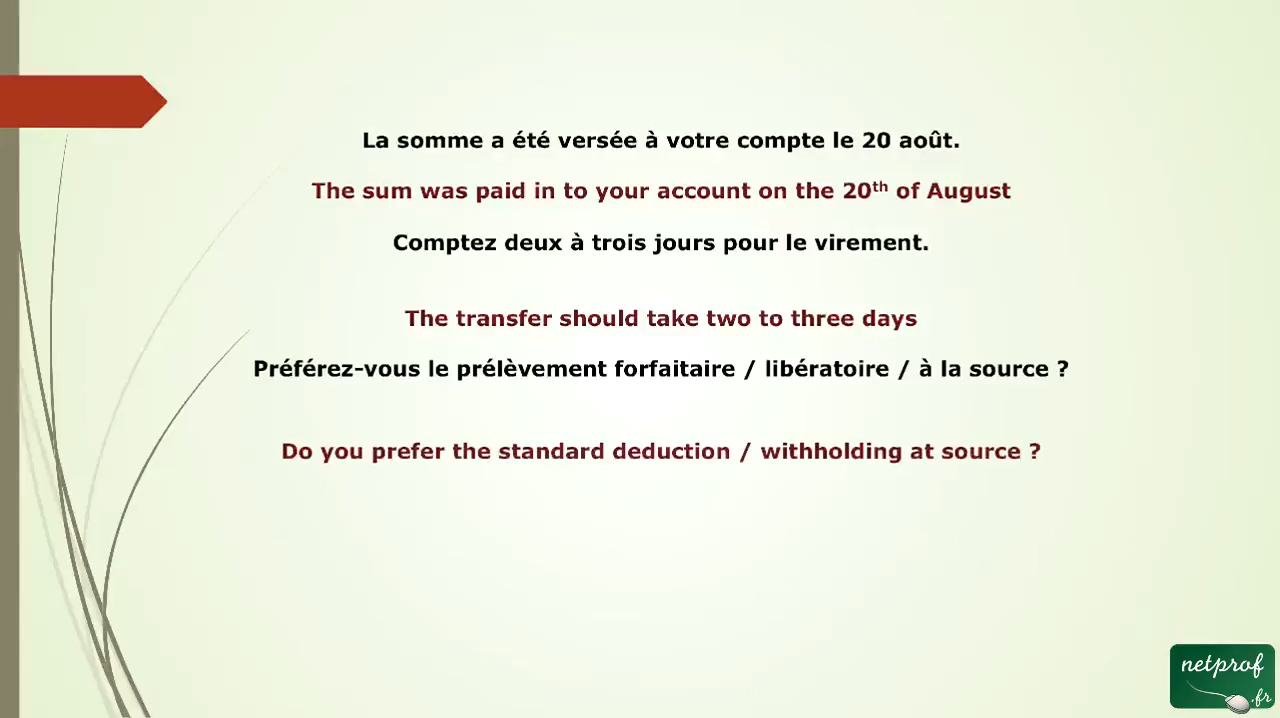 La somme a été versée à votre compte le 20 août.
The sum was paid in to your account on the 20th of August
Comptez deux à trois jours pour le virement.
The transfer should take two to three days
Préférez-vous le prélèvement forfaitaire / libératoire / à la source ?
Do you prefer the standard deduction / withholding at source ?
netprof
.fr